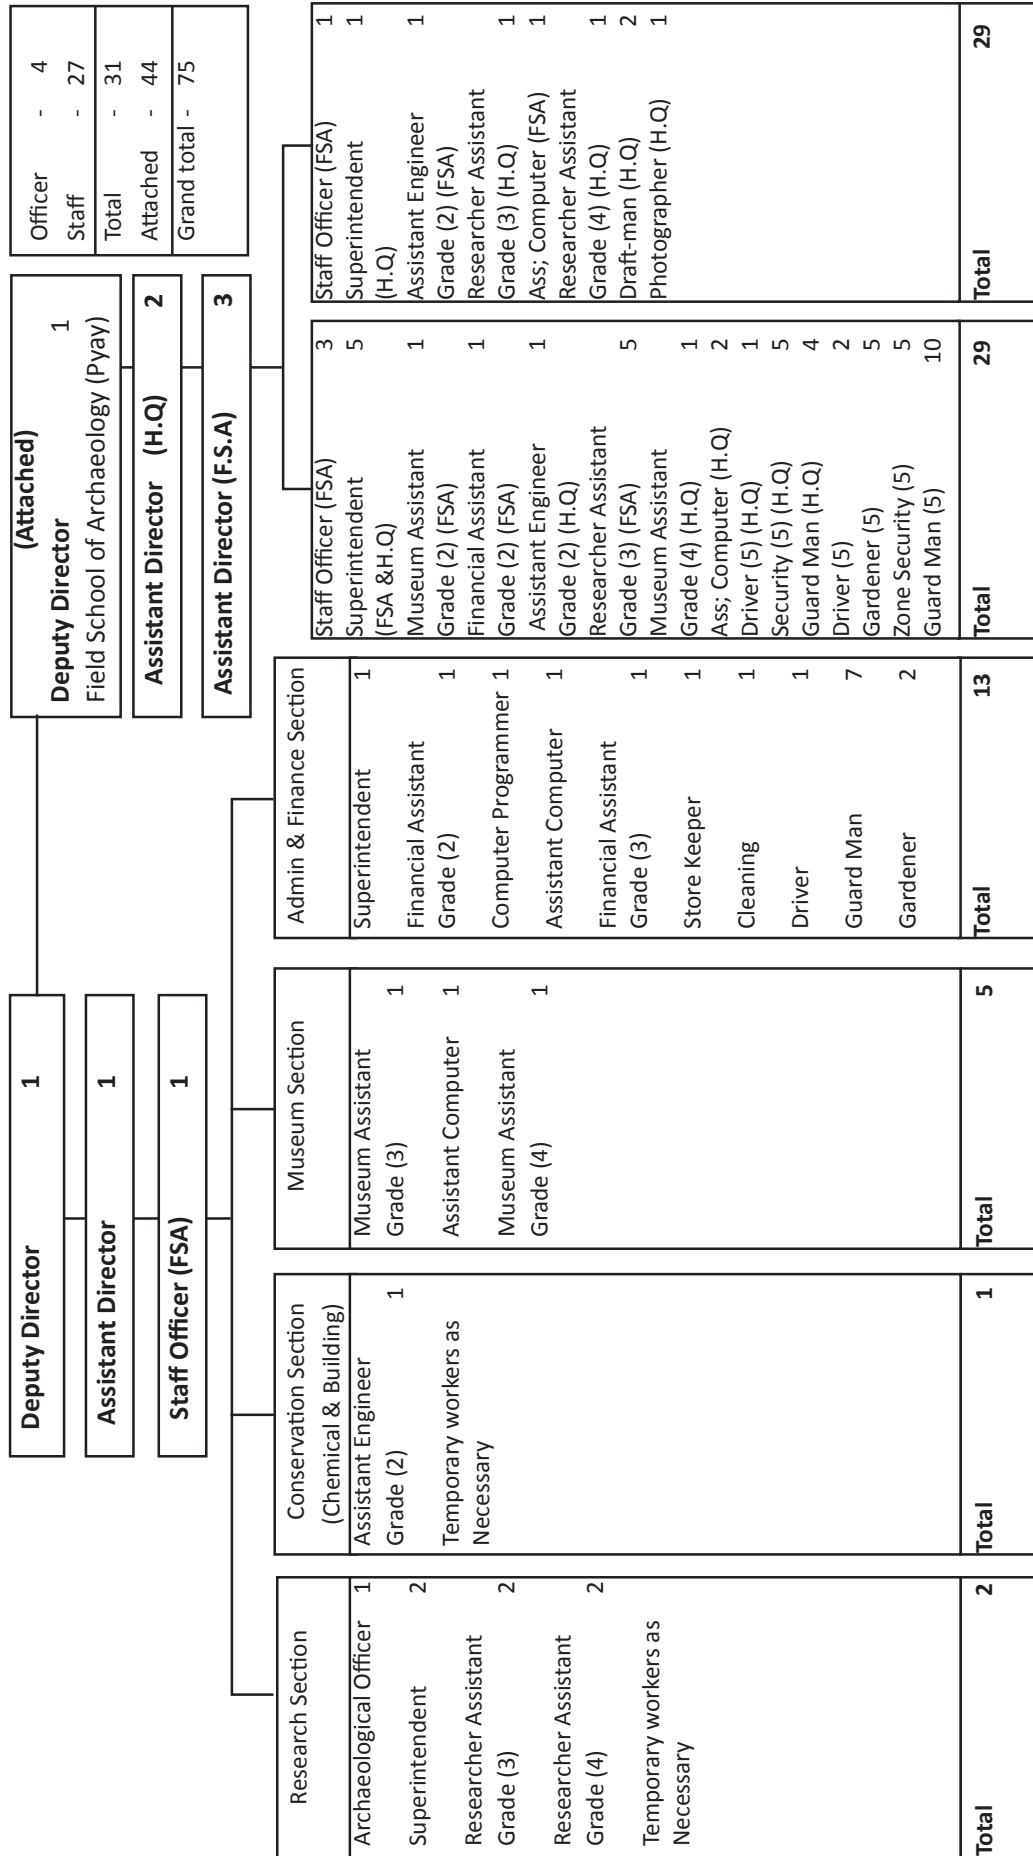 Deputy Director 1
Assistant Director 1
Staff Officer (FSA) 1
(Attached)
Deputy Director 1
Field School of Archaeology (Pyay)
Assistant Director (H.Q) 2
Assistant Director (F.S.A) 3
Officer - 4
Staff - 27
Total - 31
Attached - 44
Grand total - 75
Research Section
Archaeological Officer 1
Superintendent 2
Researcher Assistant
Grade (3) 2
Researcher Assistant
Grade (4) 2
Temporary workers as
Necessary
Total 2
Conservation Section
(Chemical & Building)
Assistant Engineer
Grade (2) 1
Temporary workers as
Necessary
Total 1
Museum Section
Museum Assistant
Grade (3) 1
Assistant Computer 1
Museum Assistant
Grade (4) 1
Total 5
Admin & Finance Section
Superintendent 1
Financial Assistant
Grade (2) 1
Computer Programmer 1
Assistant Computer 1
Financial Assistant
Grade (3) 1
Store Keeper 1
Cleaning 1
Driver 1
Guard Man 7
Gardener 2
Total 13
Staff Officer (FSA) 3
Superintendent 5
(FSA &H.Q)
Museum Assistant 1
Grade (2) (FSA)
Financial Assistant 1
Grade (2) (FSA)
Assistant Engineer 1
Grade (2) (H.Q)
Researcher Assistant
Grade (3) (FSA) 5
Museum Assistant
Grade (4) (H.Q) 1
Ass; Computer (H.Q) 2
Driver (5) (H.Q) 1
Security (5) (H.Q) 5
Guard Man (H.Q) 4
Driver (5) 2
Gardener (5) 5
Zone Security (5) 5
Guard Man (5) 10
Total 29
Staff Officer (FSA) 1
Superintendent 1
(H.Q)
Assistant Engineer 1
Grade (2) (FSA)
Researcher Assistant
Grade (3) (H.Q) 1
Ass; Computer (FSA) 1
Researcher Assistant
Grade (4) (H.Q) 1
Draft-man (H.Q) 2
Photographer (H.Q) 1
Total 29